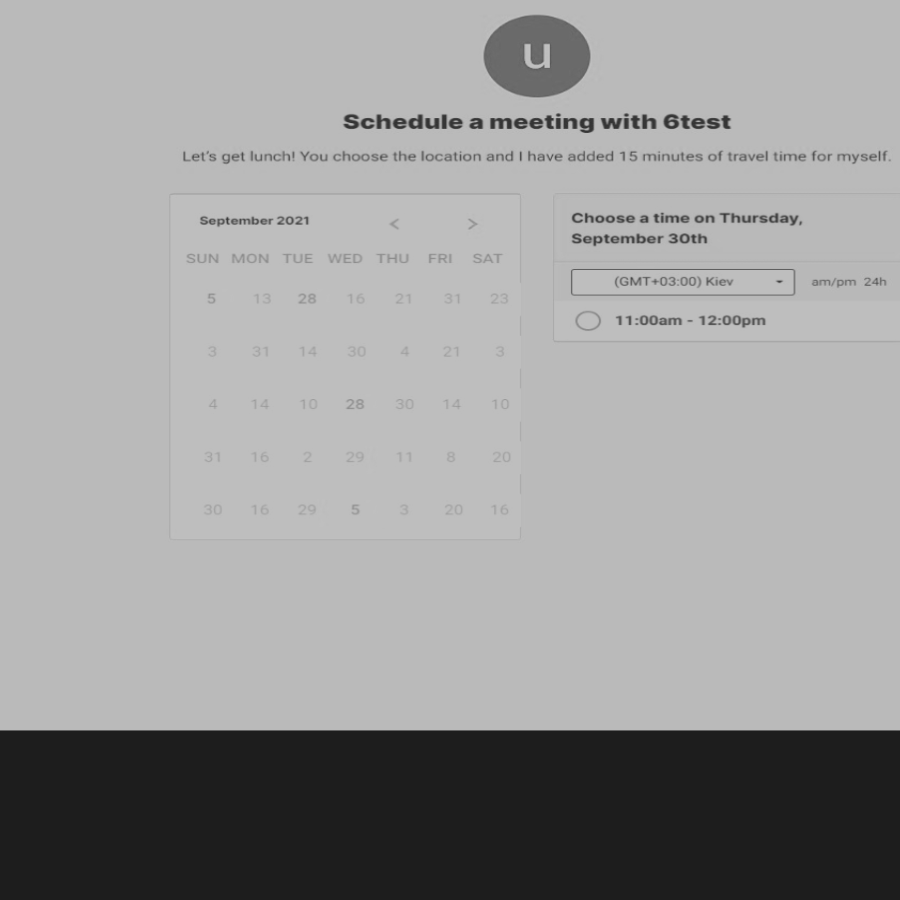 u
Schedule a meeting with 6test
Let's get lunch! You choose the location and I have added 15 minutes of travel time for myself.
September 2021 < >
SUN MON TUE WED THU FRI SAT
5 13 28 16 21 31 23
3 31 14 30 4 21 3
4 14 10 28 30 14 10
31 16 2 29 11 8 20
30 16 29 5 3 20 16
Choose a time on Thursday,
September 30th
(GMT+03:00) Kiev am/pm 24h
11:00am - 12:00pm